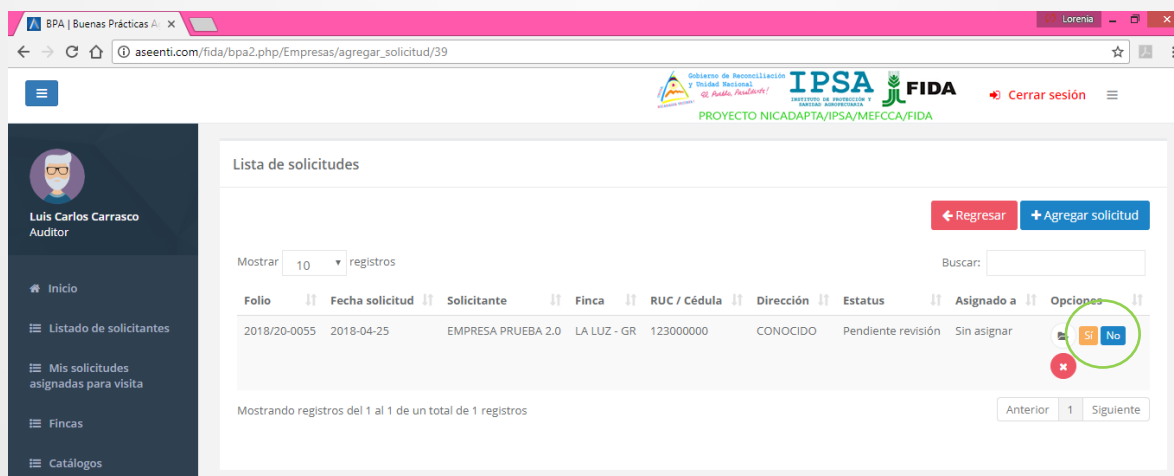 BPA | Buenas Prácticas A
Lorenia
aseenti.com/fida/bpa2.php/Empresas/agregar_solicitud/39
Gobierno de Reconciliación
y Unidad Nacional
El Pueblo, Presidente!
IPSA
INSTITUTO DE PROTECCIÓN Y
SANIDAD AGROPECUARIA
FIDA
PROYECTO NICADAPTA/IPSA/MEFCCA/FIDA
Cerrar sesión
Luis Carlos Carrasco
Auditor
Inicio
Listado de solicitantes
Mis solicitudes
asignadas para visita
Fincas
Catálogos
Lista de solicitudes
Regresar
Agregar solicitud
Mostrar 10 registros
Buscar:
Folio Fecha solicitud Solicitante Finca RUC / Cédula Dirección Estatus Asignado a Opciones
2018/20-0055 2018-04-25 EMPRESA PRUEBA 2.0 LA LUZ - GR 123000000 CONOCIDO Pendiente revisión Sin asignar Sí No
Mostrando registros del 1 al 1 de un total de 1 registros
Anterior 1 Siguiente